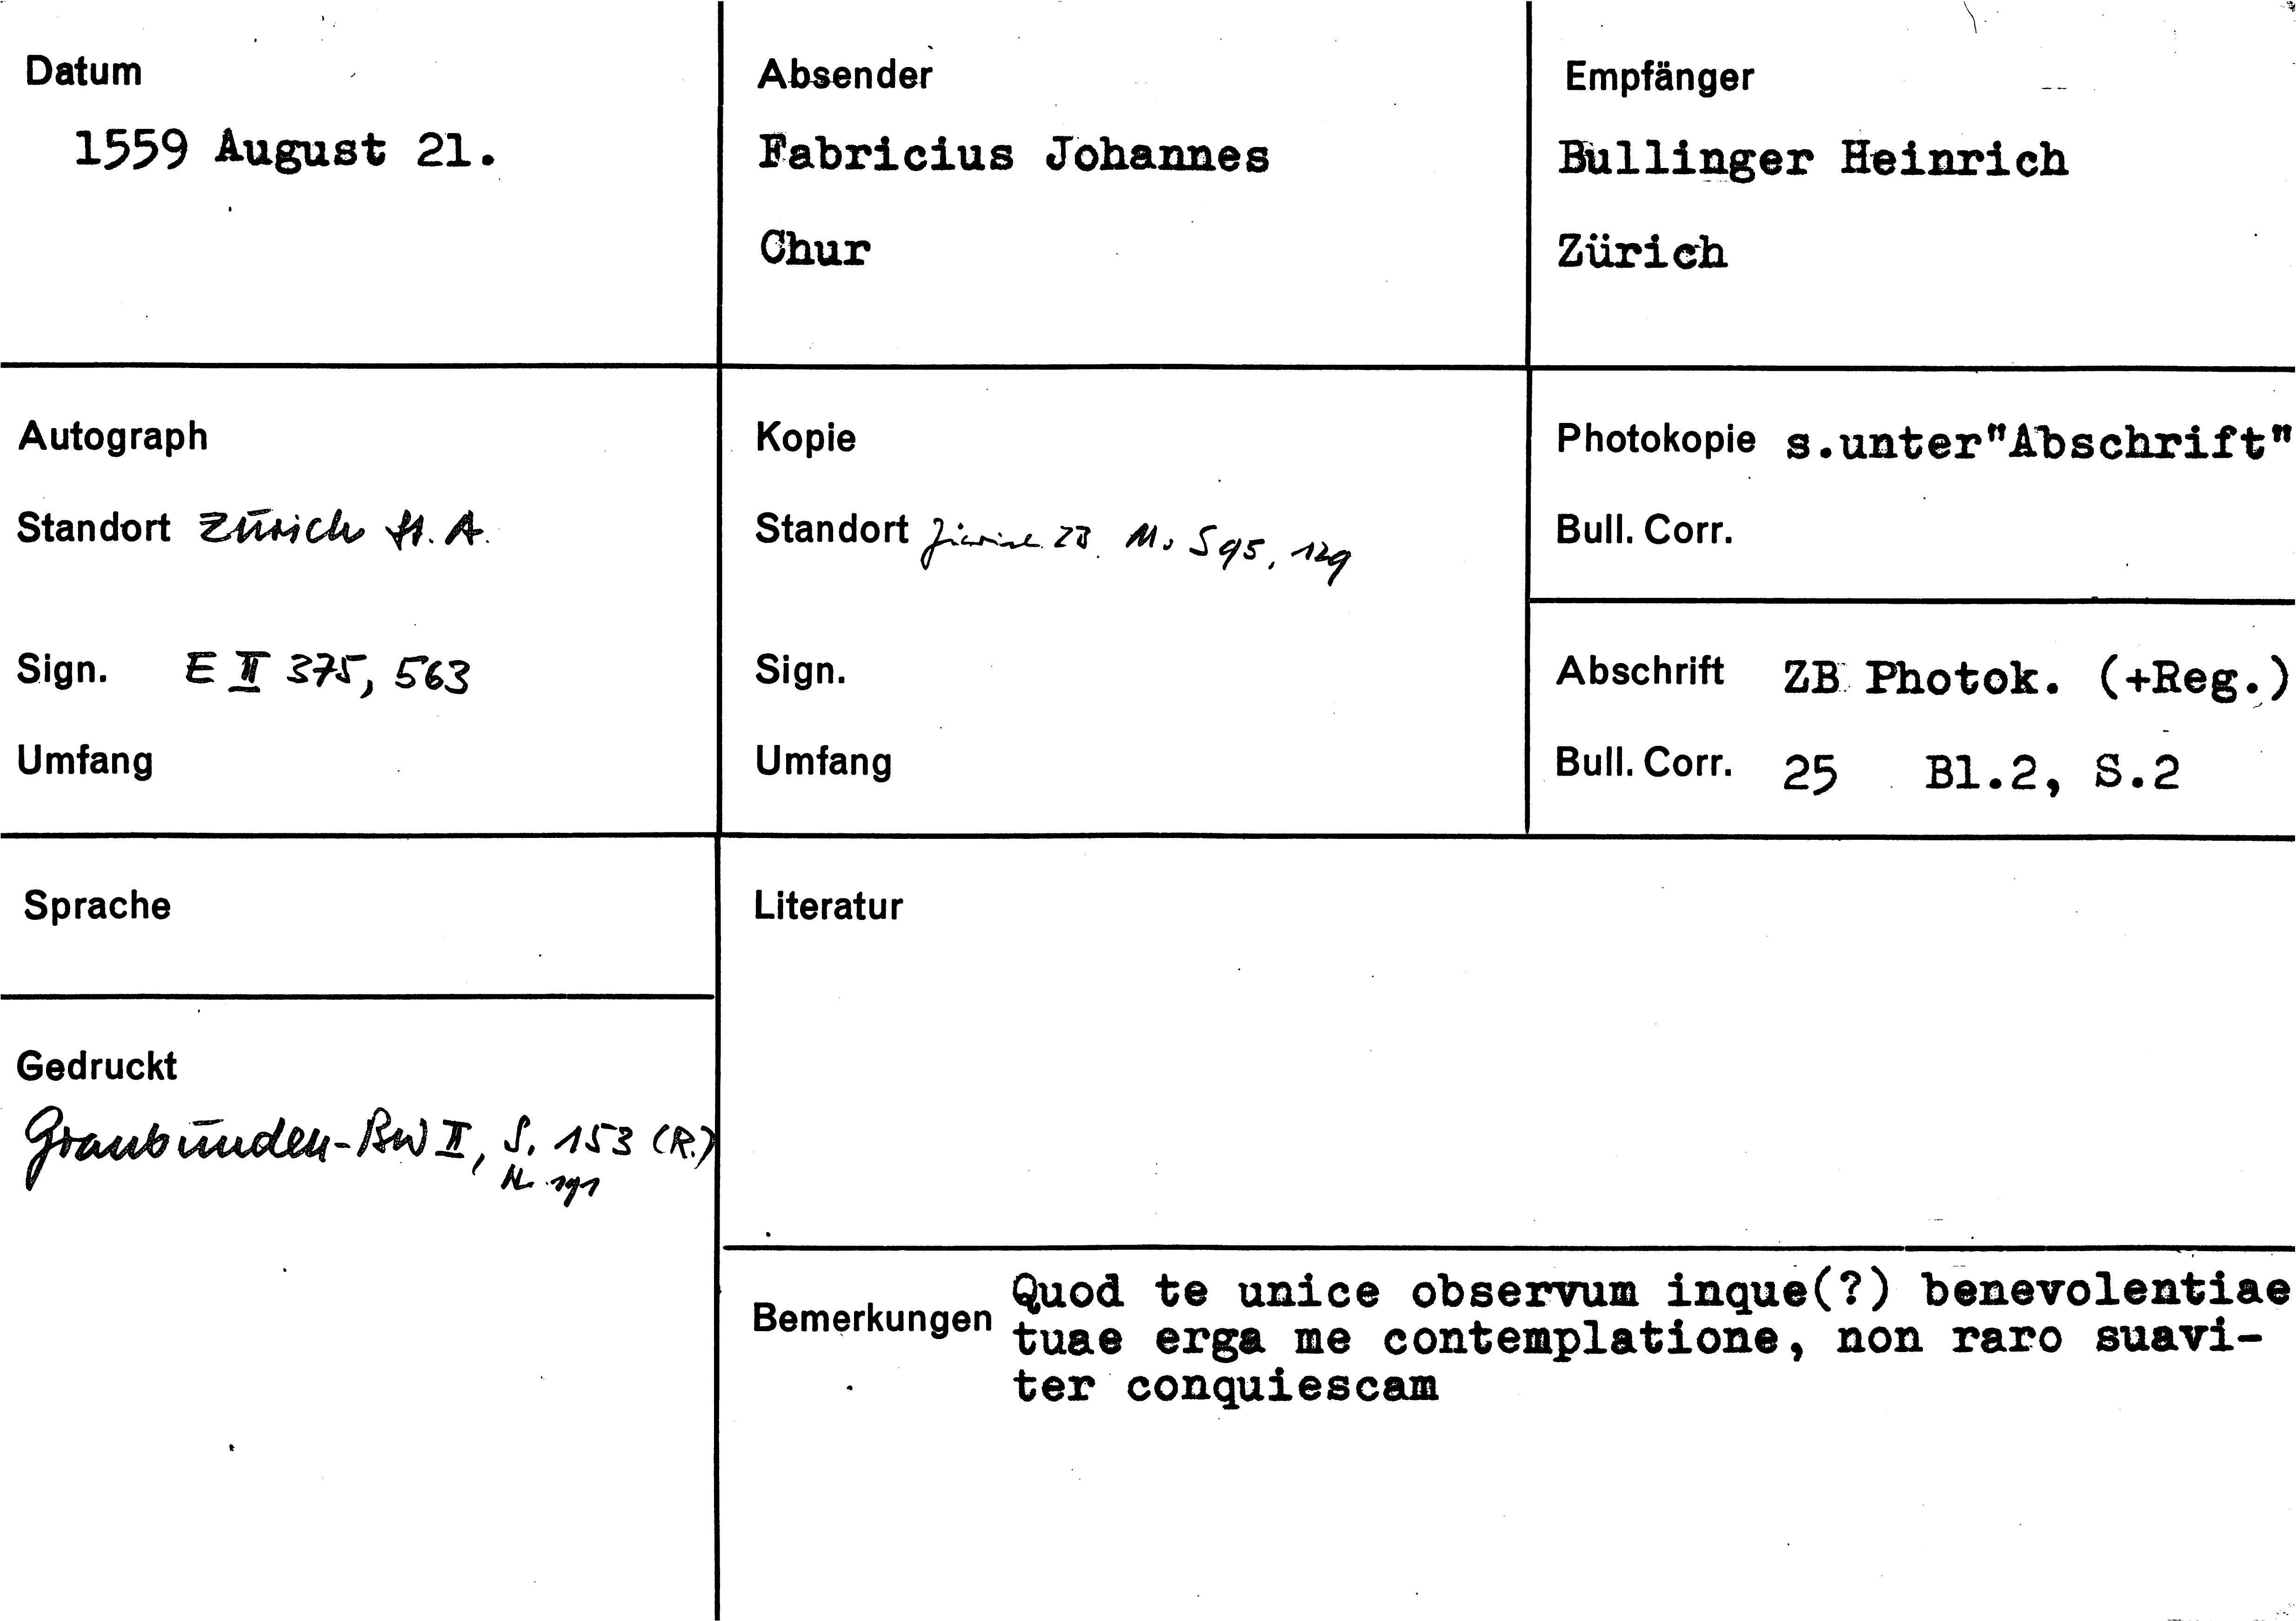 Datum
1559 August 21.
Absender
Fabricius Johannes
Chur
Empfänger
Bullinger Heinrich
Zürich
Autograph
Standort Zürich St. A.
Sign. E II 375, 563
Umfang
Kopie
Standort Zürich ZB. Ms S 95, 129
Sign.
Umfang
Photokopie s.unter"Abschrift"
Bull. Corr.
Abschrift ZB Photok. (+Reg.)
Bull. Corr. 25 Bl.2, S.2
Sprache
Gedruckt
Graubünden-BW II, S. 153 (R.)
Nr. 191
Literatur
Bemerkungen
Quod te unice observum inque(?) benevolentiae
tuae erga me contemplatione, non raro suavi-
ter conquiescam